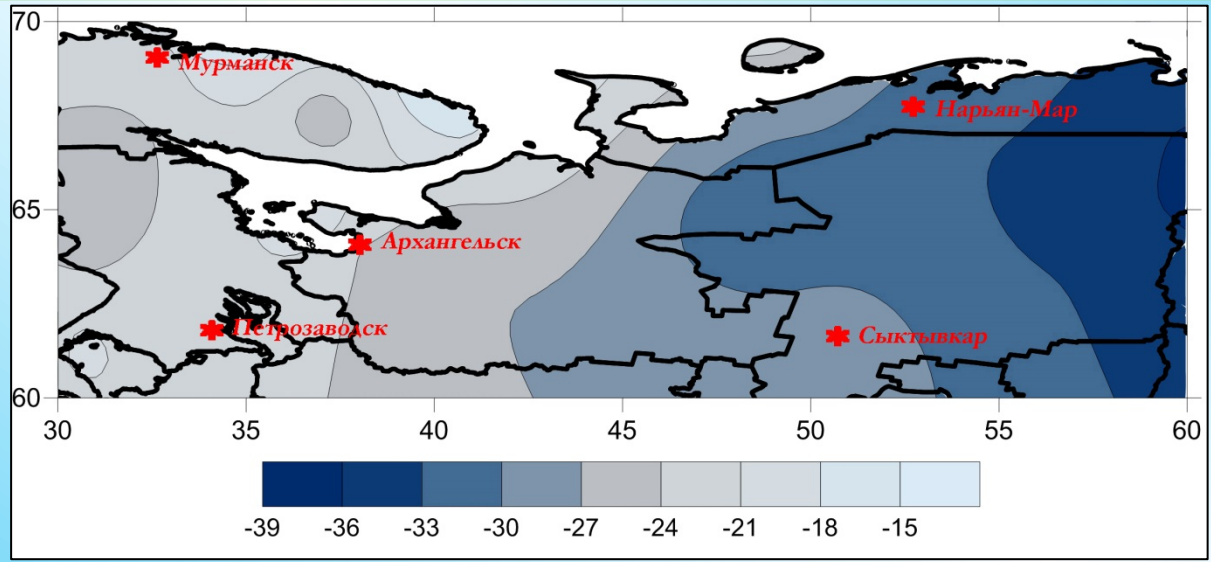 70
Мурманск
Нарьян-Мар
65
Архангельск
Петрозаводск
Сыктывкар
60
30 35 40 45 50 55 60
-39 -36 -33 -30 -27 -24 -21 -18 -15